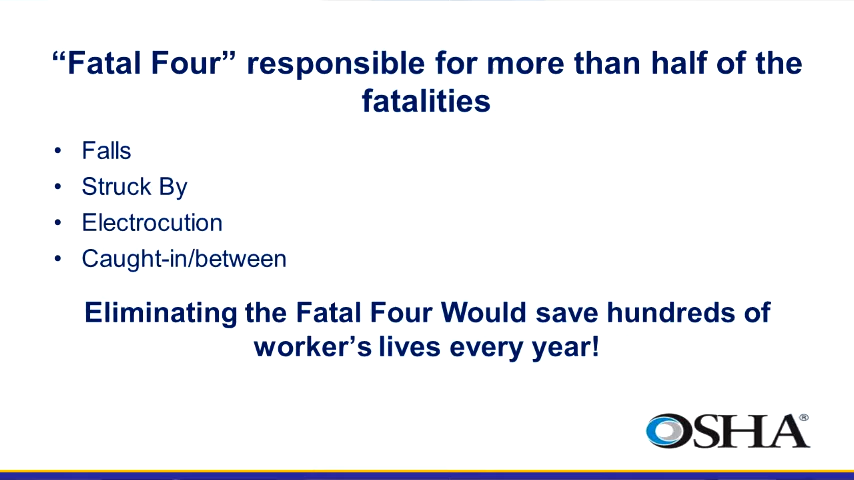 “Fatal Four” responsible for more than half of the
fatalities
• Falls
• Struck By
• Electrocution
• Caught-in/between
Eliminating the Fatal Four Would save hundreds of
worker’s lives every year!
OSHA®